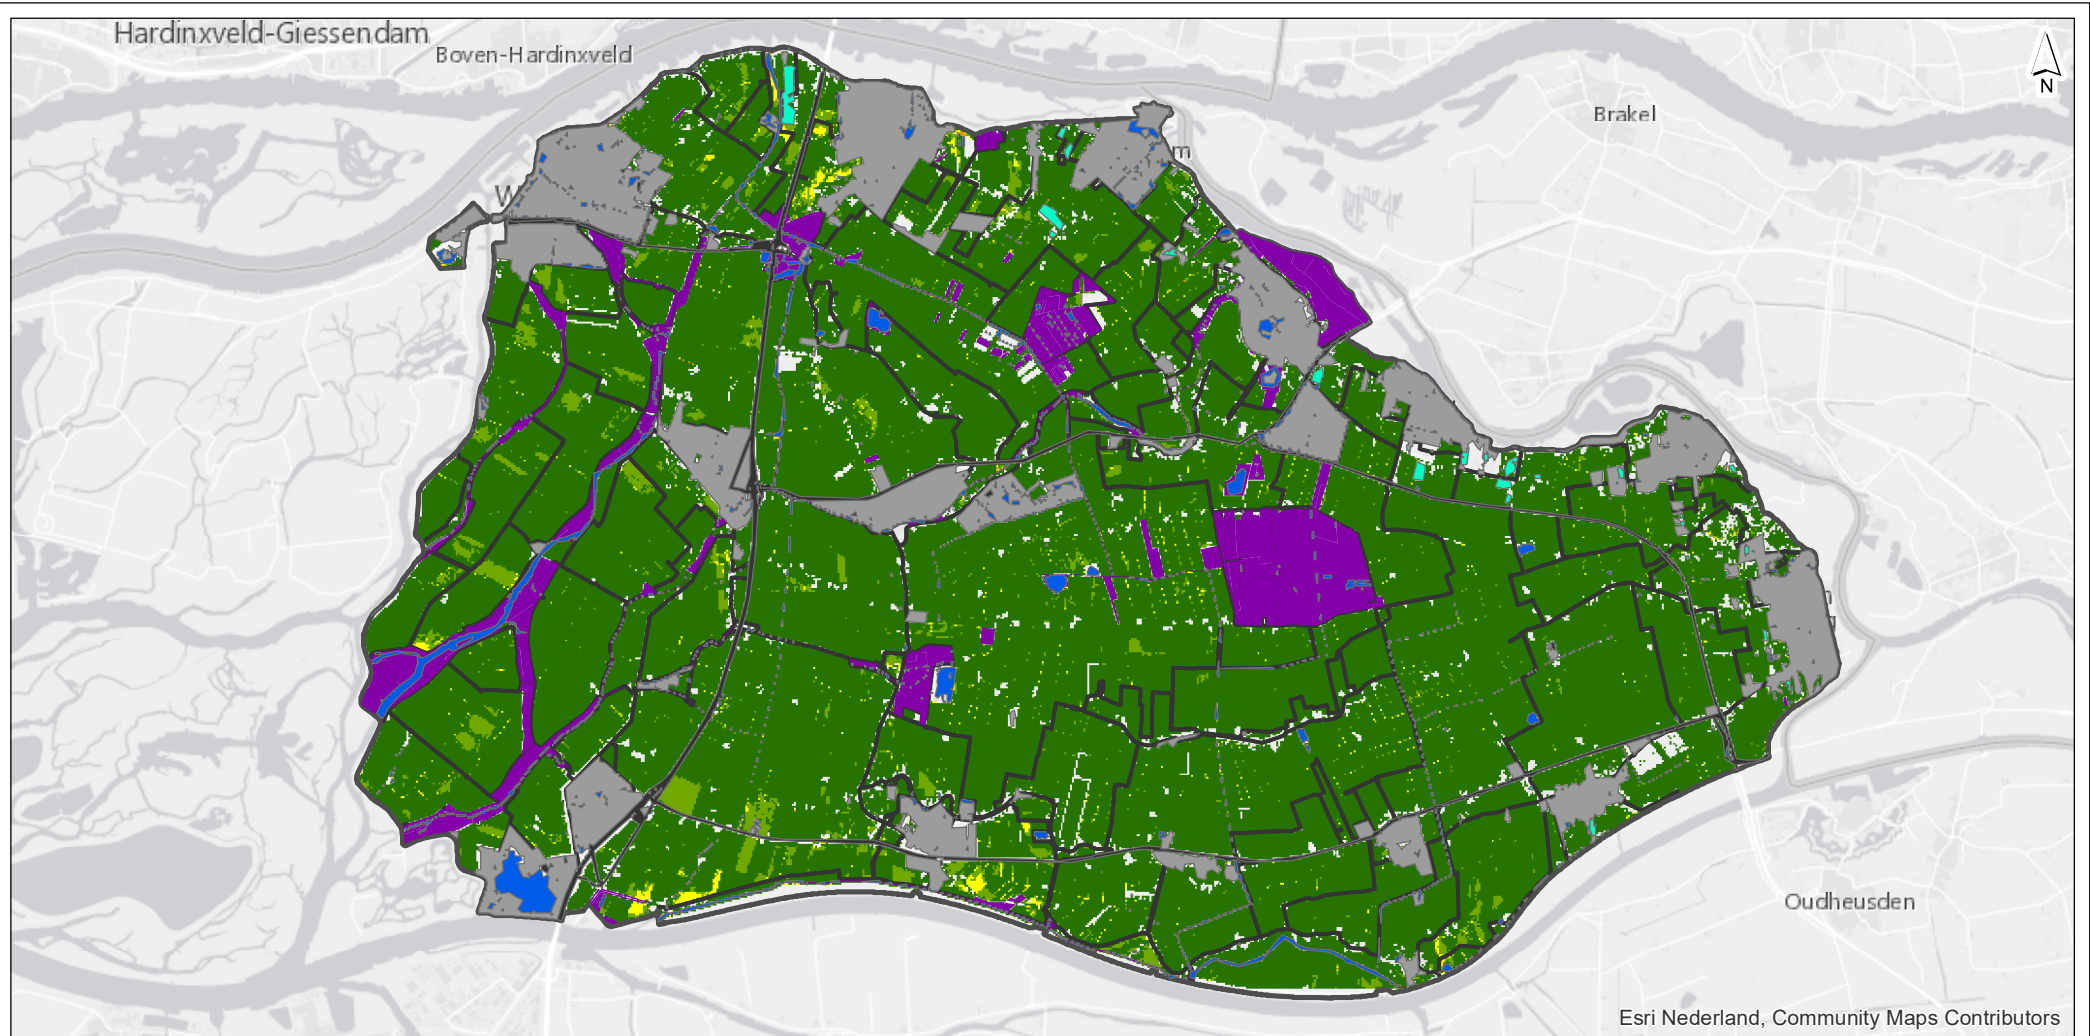 Hardinxveld-Giessendam
Boven-Hardinxveld
Brakel
N
W
m
Oudheusden
Esri Nederland, Community Maps Contributors